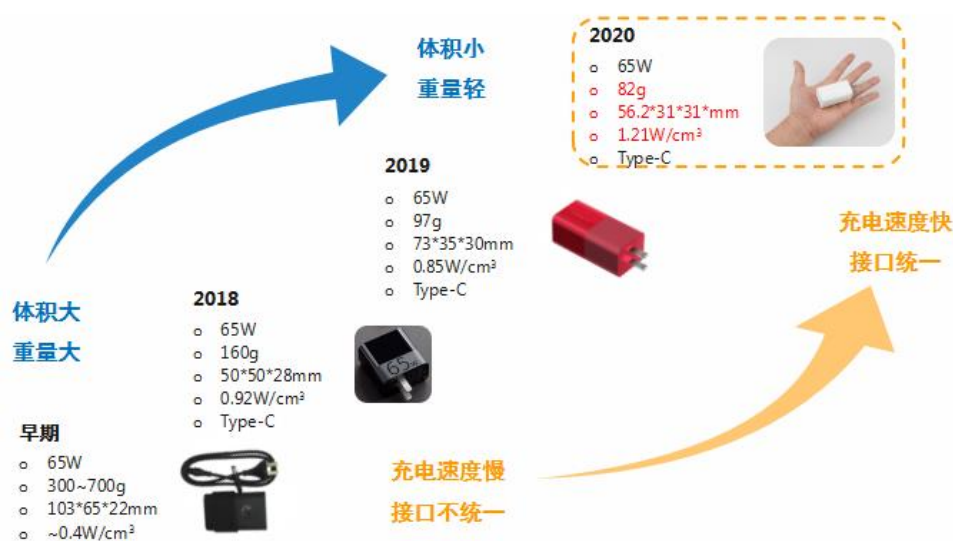 体积小
重量轻
2020
65W
82g
56.2*31*31*mm
1.21W/cm³
Type-C
2019
65W
97g
73*35*30mm
0.85W/cm³
Type-C
充电速度快
接口统一
体积大
重量大
2018
65W
160g
50*50*28mm
0.92W/cm³
Type-C
65w
早期
65W
300~700g
103*65*22mm
~0.4W/cm³
充电速度慢
接口不统一